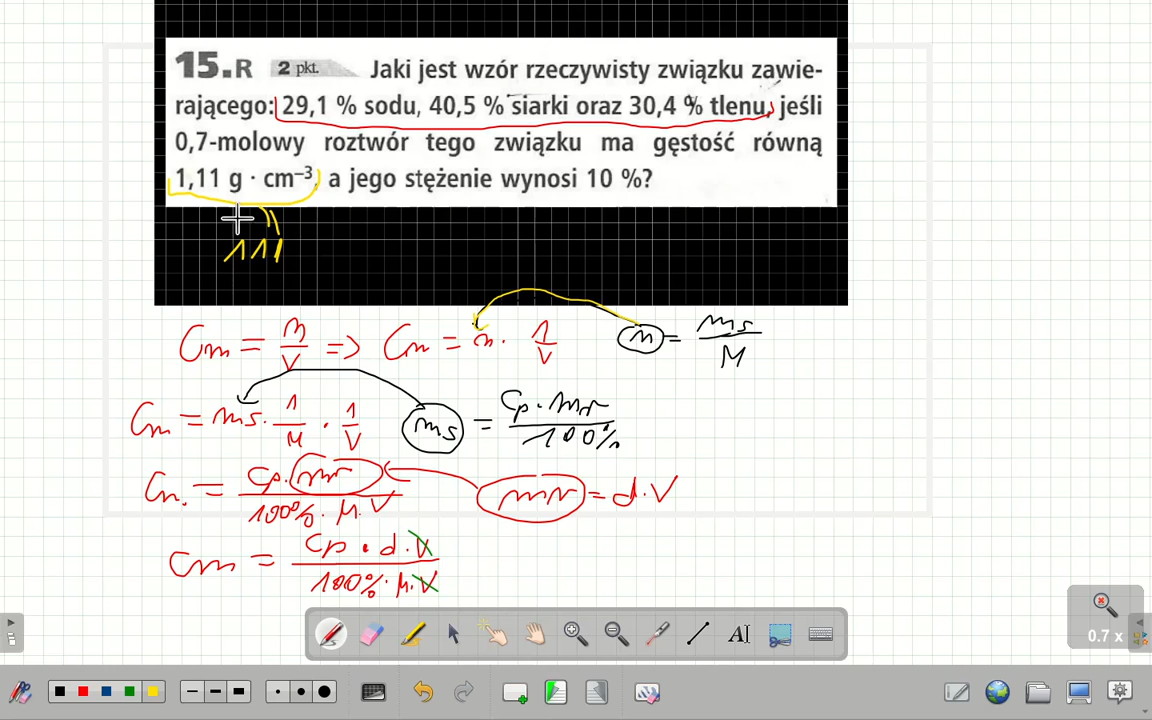 15.R 2 pkt. Jaki jest wzór rzeczywisty związku zawie-
rającego: 29,1 % sodu, 40,5 % siarki oraz 30,4 % tlenu, jeśli
0,7-molowy roztwór tego związku ma gęstość równą
1,11 g · cm⁻³, a jego stężenie wynosi 10 %?
111
Cm = n/V => Cm = n · 1/V n = ms/M
Cm = ms · 1/M · 1/V ms = Cp · mr/100%
Cm = Cp · mr/100% · M · V mr = d · V
Cm = Cp · d · V/100% · M · V
0.7 x